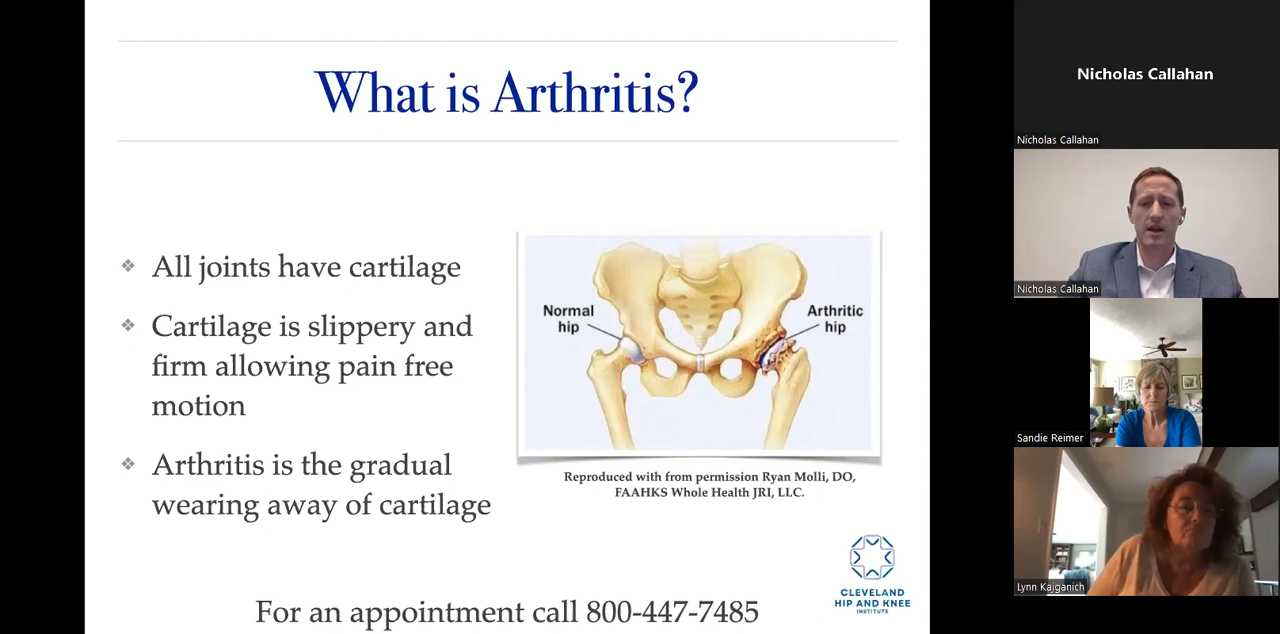 What is Arthritis?
❖ All joints have cartilage
❖ Cartilage is slippery and
firm allowing pain free
motion
❖ Arthritis is the gradual
wearing away of cartilage
Normal
hip
Arthritic
hip
Reproduced with from permission Ryan Molli, DO,
FAAHKS Whole Health JRI, LLC.
CLEVELAND
HIP AND KNEE
INSTITUTE
For an appointment call 800-447-7485
Nicholas Callahan
Nicholas Callahan
Nicholas Callahan
Sandie Reimer
Lynn Kajganich